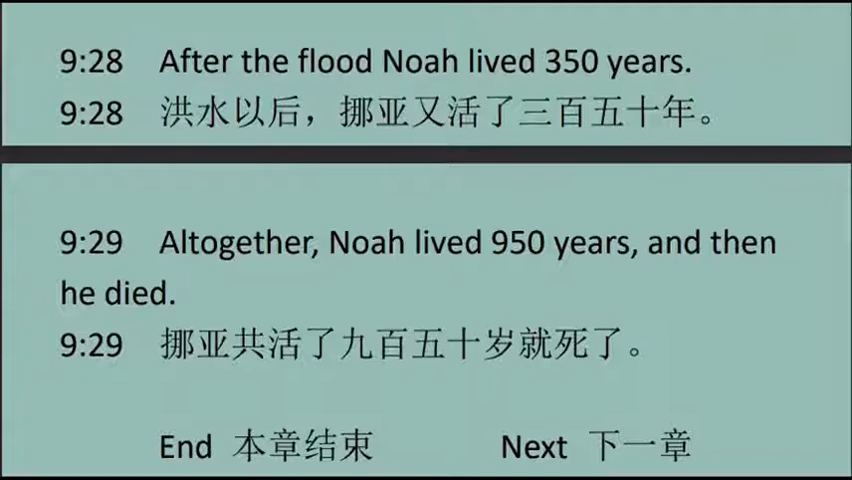 9:28 After the flood Noah lived 350 years.
9:28 洪水以后，挪亚又活了三百五十年。
9:29 Altogether, Noah lived 950 years, and then
he died.
9:29 挪亚共活了九百五十岁就死了。
End 本章结束 Next 下一章